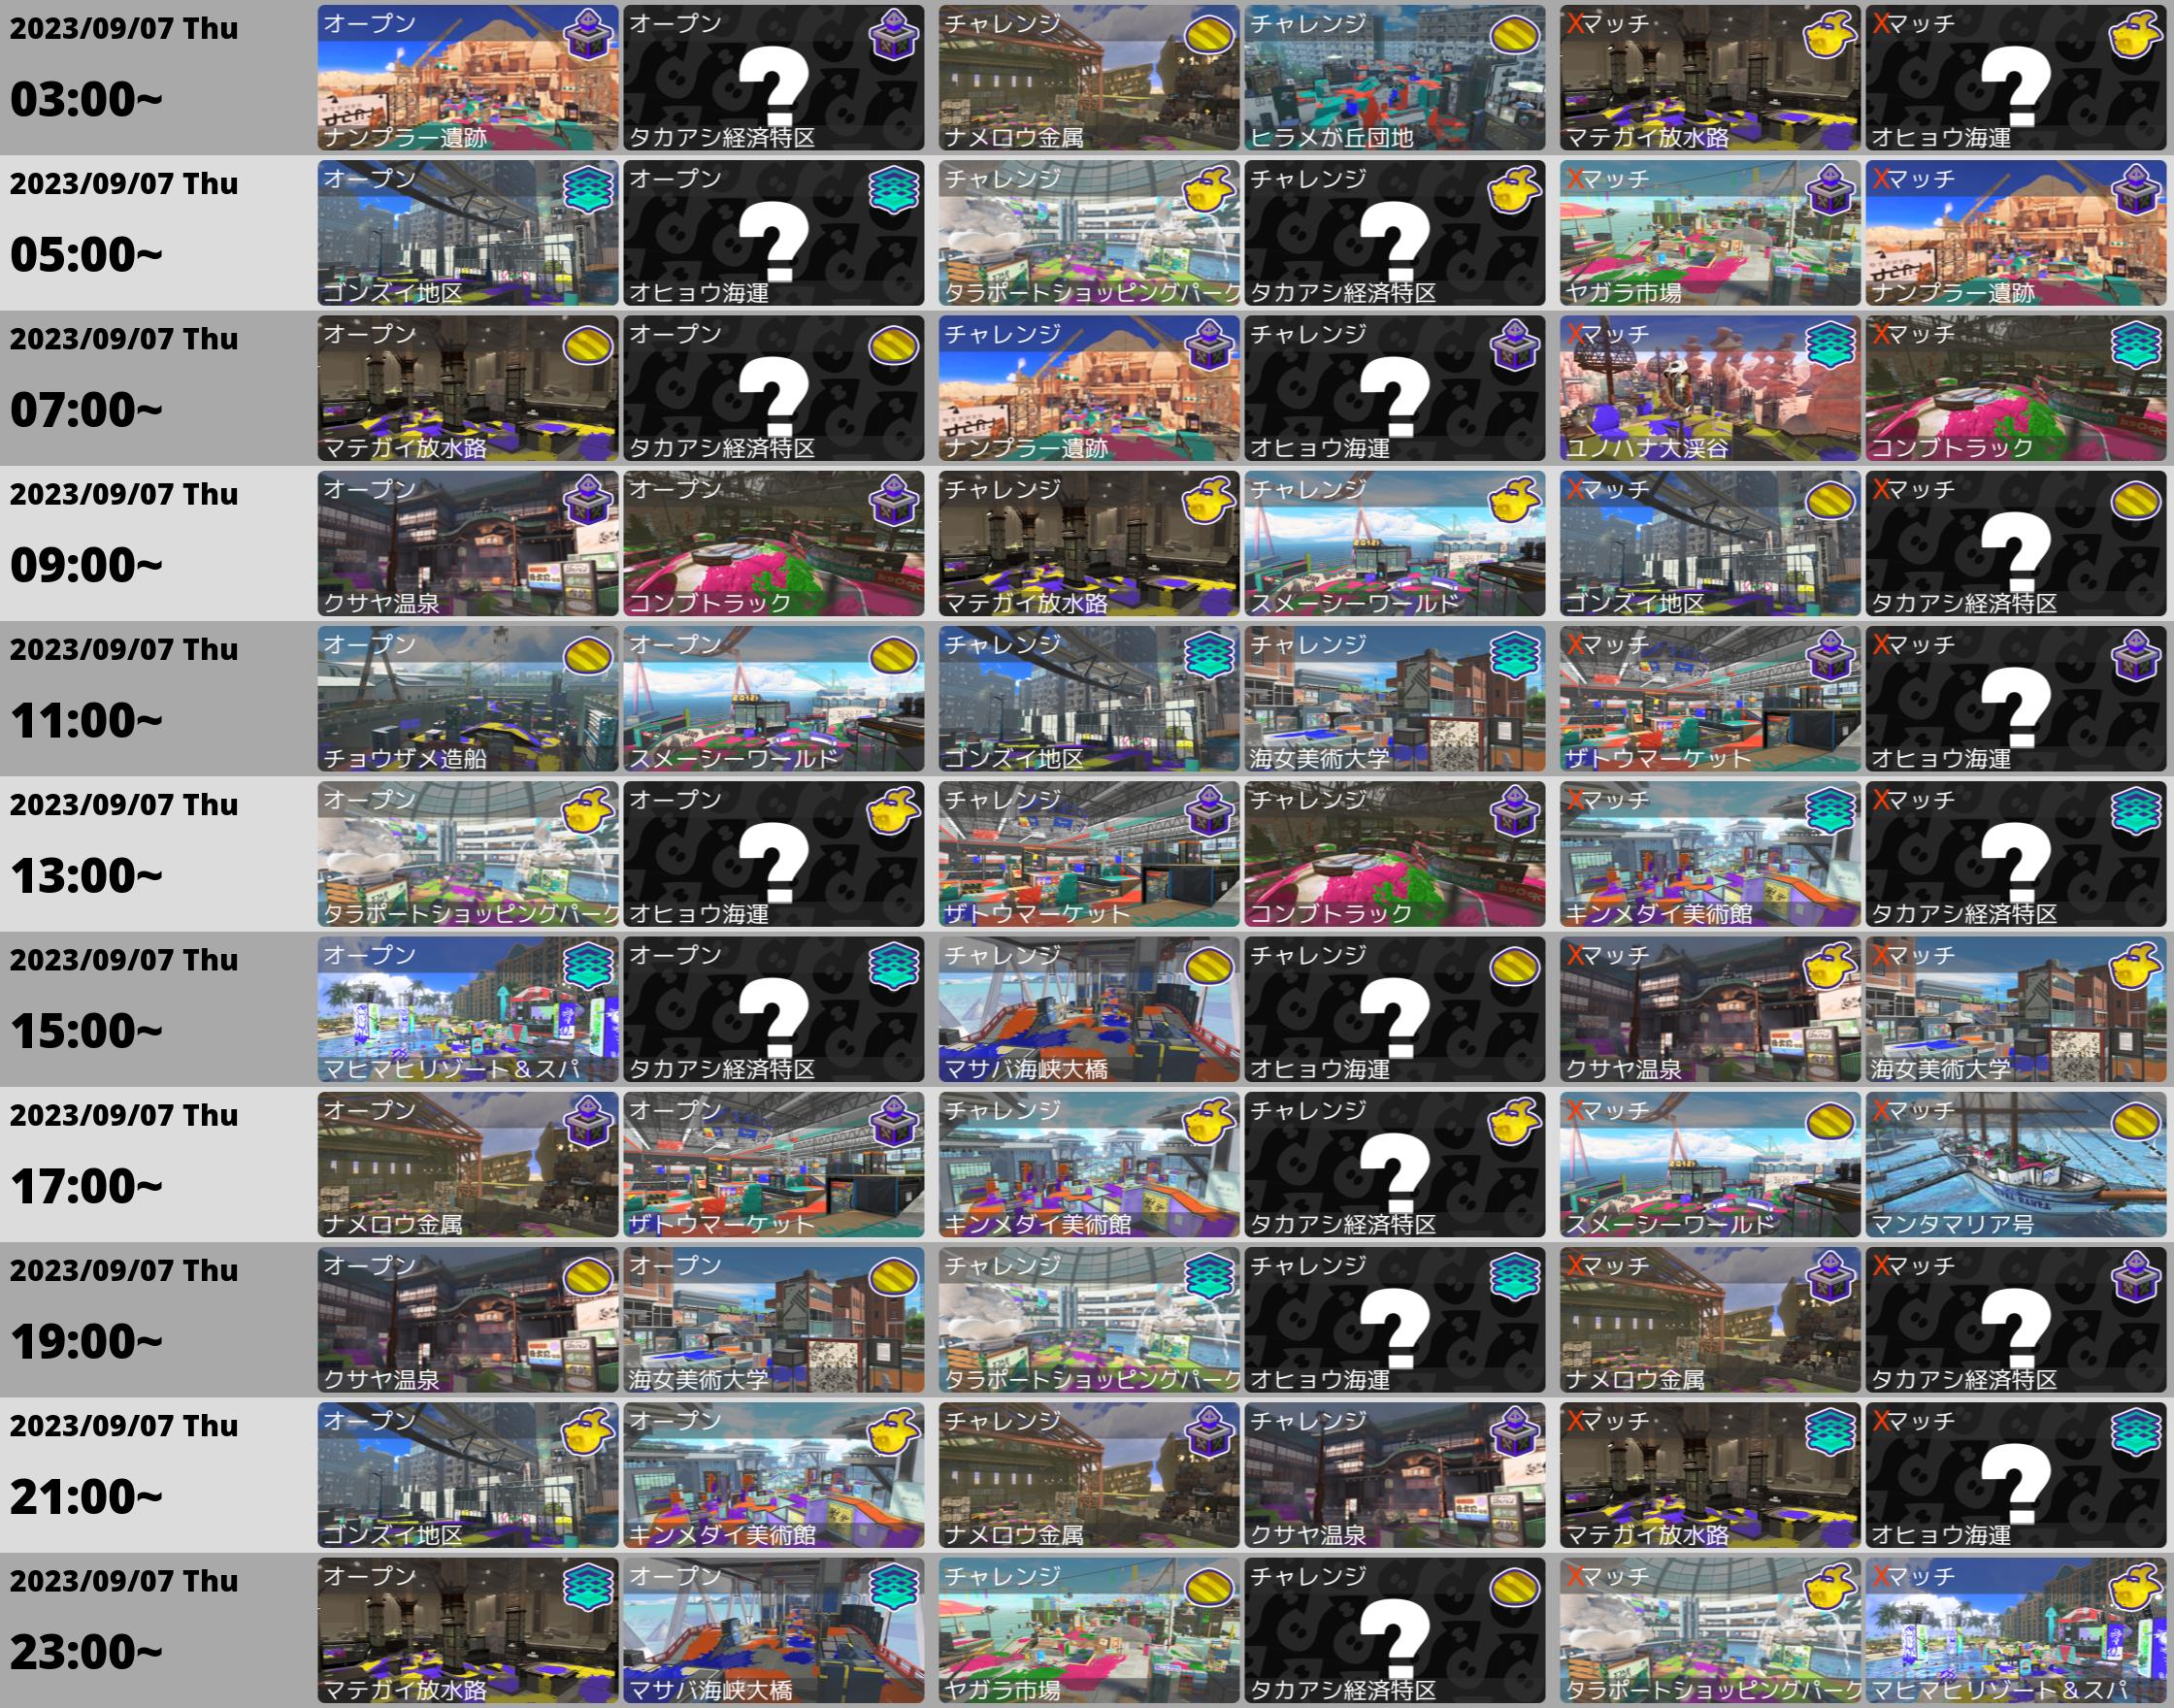 2023/09/07 Thu
03:00~
オープン
ナンプラー遺跡
オープン
タカアシ経済特区
チャレンジ
ナメロウ金属
チャレンジ
ヒラメが丘団地
Xマッチ
マテガイ放水路
Xマッチ
オヒョウ海運
2023/09/07 Thu
05:00~
オープン
ゴンズイ地区
オープン
オヒョウ海運
チャレンジ
タラポートショッピングパーク
チャレンジ
タカアシ経済特区
Xマッチ
ヤガラ市場
Xマッチ
ナンプラー遺跡
2023/09/07 Thu
07:00~
オープン
マテガイ放水路
オープン
タカアシ経済特区
チャレンジ
ナンプラー遺跡
チャレンジ
オヒョウ海運
Xマッチ
ユノハナ大渓谷
Xマッチ
コンブトラック
2023/09/07 Thu
09:00~
オープン
クサヤ温泉
オープン
コンブトラック
チャレンジ
マテガイ放水路
チャレンジ
スメーシーワールド
Xマッチ
ゴンズイ地区
Xマッチ
タカアシ経済特区
2023/09/07 Thu
11:00~
オープン
チョウザメ造船
オープン
スメーシーワールド
チャレンジ
ゴンズイ地区
チャレンジ
海女美術大学
Xマッチ
ザトウマーケット
Xマッチ
オヒョウ海運
2023/09/07 Thu
13:00~
オープン
タラポートショッピングパーク
オープン
オヒョウ海運
チャレンジ
ザトウマーケット
チャレンジ
コンブトラック
Xマッチ
キンメダイ美術館
Xマッチ
タカアシ経済特区
2023/09/07 Thu
15:00~
オープン
マヒマヒリゾート＆スパ
オープン
タカアシ経済特区
チャレンジ
マサバ海峡大橋
チャレンジ
オヒョウ海運
Xマッチ
クサヤ温泉
Xマッチ
海女美術大学
2023/09/07 Thu
17:00~
オープン
ナメロウ金属
オープン
ザトウマーケット
チャレンジ
キンメダイ美術館
チャレンジ
タカアシ経済特区
Xマッチ
スメーシーワールド
Xマッチ
マンタマリア号
2023/09/07 Thu
19:00~
オープン
クサヤ温泉
オープン
海女美術大学
チャレンジ
タラポートショッピングパーク
チャレンジ
オヒョウ海運
Xマッチ
ナメロウ金属
Xマッチ
タカアシ経済特区
2023/09/07 Thu
21:00~
オープン
ゴンズイ地区
オープン
キンメダイ美術館
チャレンジ
ナメロウ金属
チャレンジ
クサヤ温泉
Xマッチ
マテガイ放水路
Xマッチ
オヒョウ海運
2023/09/07 Thu
23:00~
オープン
マテガイ放水路
オープン
マサバ海峡大橋
チャレンジ
ヤガラ市場
チャレンジ
タカアシ経済特区
Xマッチ
タラポートショッピングパーク
Xマッチ
マヒマヒリゾート＆スパ